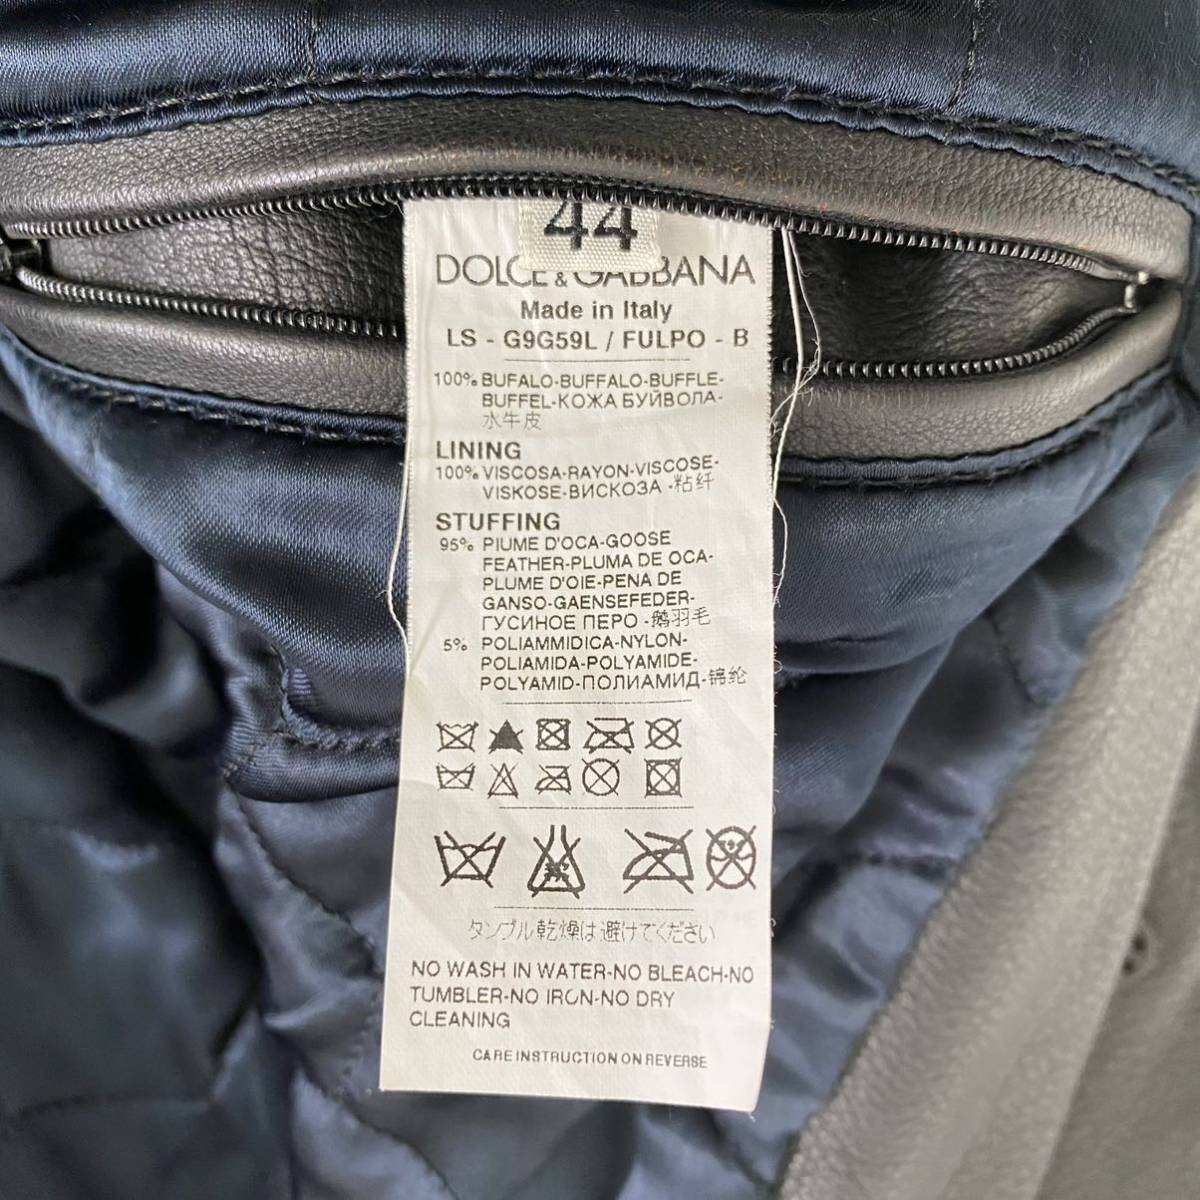 44
DOLCE & GABBANA
Made in Italy
LS - G9G59L / FULPO - B
100% BUFALO-BUFFALO-BUFFLE-
BUFFEL-КОЖА БУЙВОЛА-
水牛皮
LINING
100% VISCOSA-RAYON-VISCOSE-
VISKOSE-ВИСКОЗА -粘纤
STUFFING
95% PIUME D'OCA-GOOSE
FEATHER-PLUMA DE OCA-
PLUME D'OIE-PENA DE
GANSO-GAENSEFEDER-
ГУСИНОЕ ПЕРО -鹅羽毛
5% POLIAMMIDICA-NYLON-
POLIAMIDA-POLYAMIDE-
POLYAMID-ПОЛИАМИД-锦纶
タンブル乾燥は避けてください
NO WASH IN WATER-NO BLEACH-NO
TUMBLER-NO IRON-NO DRY
CLEANING
CARE INSTRUCTION ON REVERSE